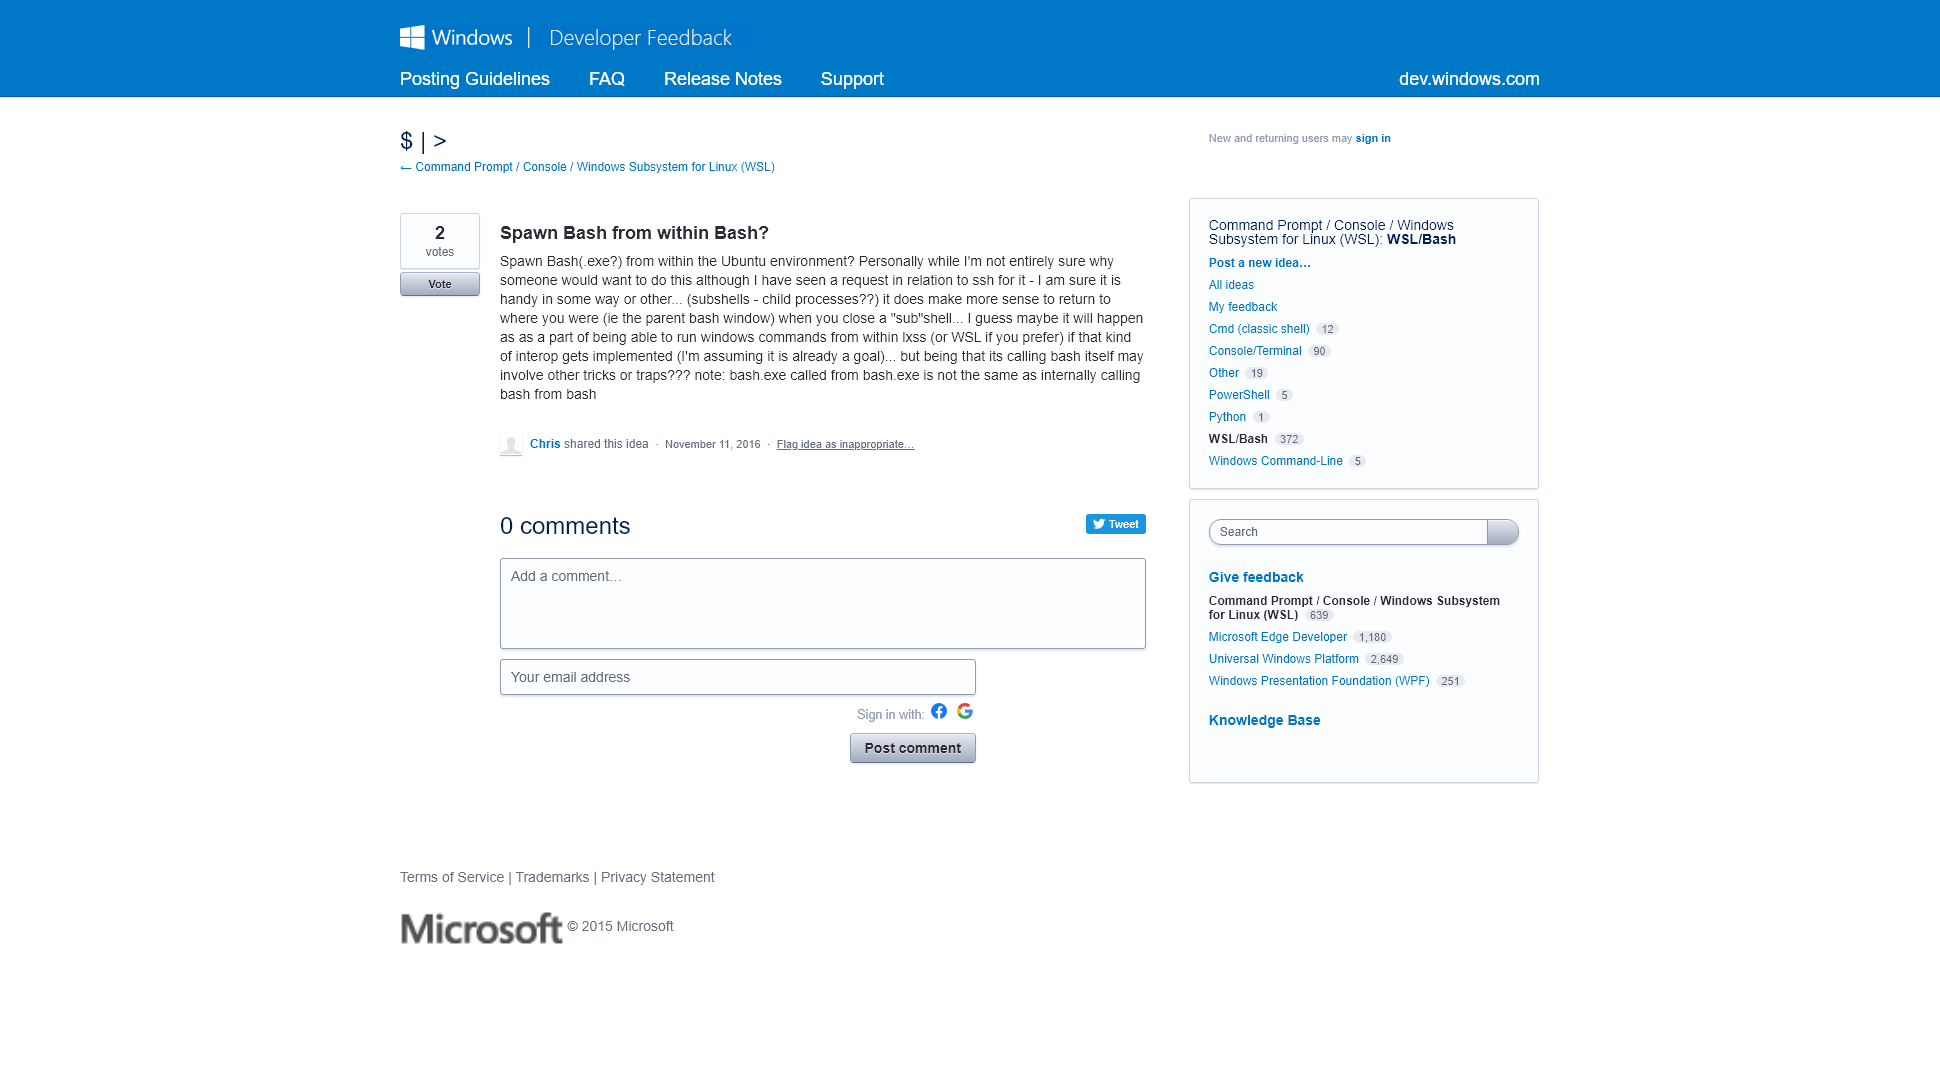 Windows | Developer Feedback
Posting Guidelines FAQ Release Notes Support dev.windows.com
$ | >
New and returning users may sign in
← Command Prompt / Console / Windows Subsystem for Linux (WSL)
2
votes
Vote
Spawn Bash from within Bash?
Spawn Bash(.exe?) from within the Ubuntu environment? Personally while I'm not entirely sure why
someone would want to do this although I have seen a request in relation to ssh for it - I am sure it is
handy in some way or other... (subshells - child processes??) it does make more sense to return to
where you were (ie the parent bash window) when you close a "sub"shell... I guess maybe it will happen
as as a part of being able to run windows commands from within lxss (or WSL if you prefer) if that kind
of interop gets implemented (I'm assuming it is already a goal)... but being that its calling bash itself may
involve other tricks or traps??? note: bash.exe called from bash.exe is not the same as internally calling
bash from bash
Chris shared this idea · November 11, 2016 · Flag idea as inappropriate…
0 comments
Tweet
Add a comment…
Your email address
Sign in with:
Post comment
Command Prompt / Console / Windows
Subsystem for Linux (WSL): WSL/Bash
Post a new idea…
All ideas
My feedback
Cmd (classic shell) 12
Console/Terminal 90
Other 19
PowerShell 5
Python 1
WSL/Bash 372
Windows Command-Line 5
Search
Give feedback
Command Prompt / Console / Windows Subsystem
for Linux (WSL) 639
Microsoft Edge Developer 1,180
Universal Windows Platform 2,649
Windows Presentation Foundation (WPF) 251
Knowledge Base
Terms of Service | Trademarks | Privacy Statement
Microsoft © 2015 Microsoft